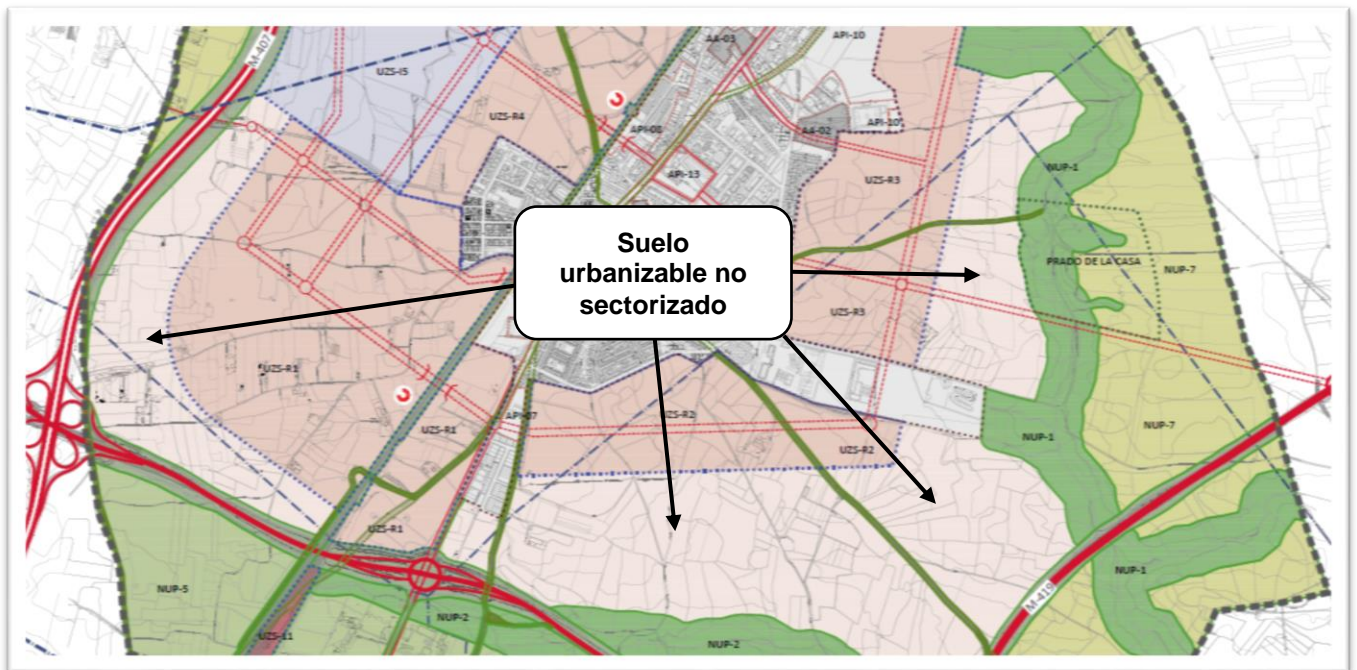 M-407
UZS-I5
UZS-R4
AA-03
API-10
API-08
AA-02
API-10
API-13
UZS-R3
NUP-1
Suelo
urbanizable no
sectorizado
PRADO DE LA CASA
NUP-7
UZS-R3
UZS-R1
API-07
UZS-R2
UZS-R1
UZS-R2
NUP-1
NUP-7
UZS-R1
NUP-5
NUP-1
M-419
NUP-2
UZS-11
NUP-2